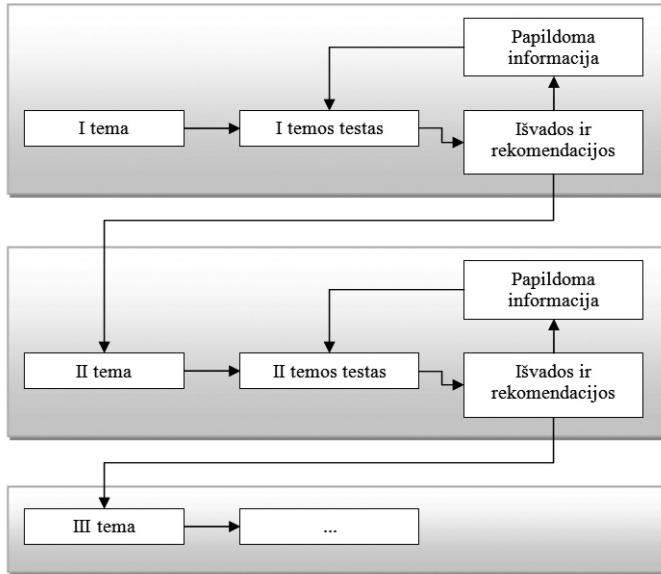 Papildoma
informacija
I tema
I temos testas
Išvados ir
rekomendacijos
Papildoma
informacija
II tema
II temos testas
Išvados ir
rekomendacijos
III tema
...